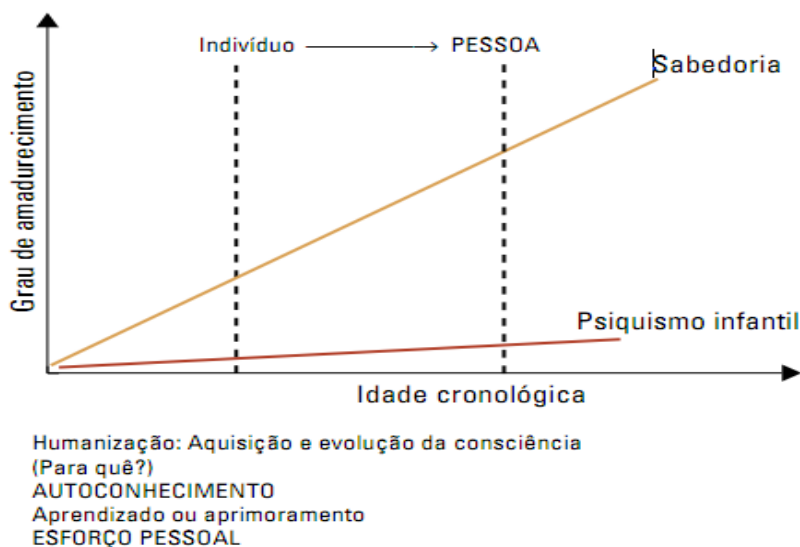 Indivíduo PESSOA
Sabedoria
Grau de amadurecimento
Psiquismo infantil
Idade cronológica
Humanização: Aquisição e evolução da consciência
(Para quê?)
AUTOCONHECIMENTO
Aprendizado ou aprimoramento
ESFORÇO PESSOAL